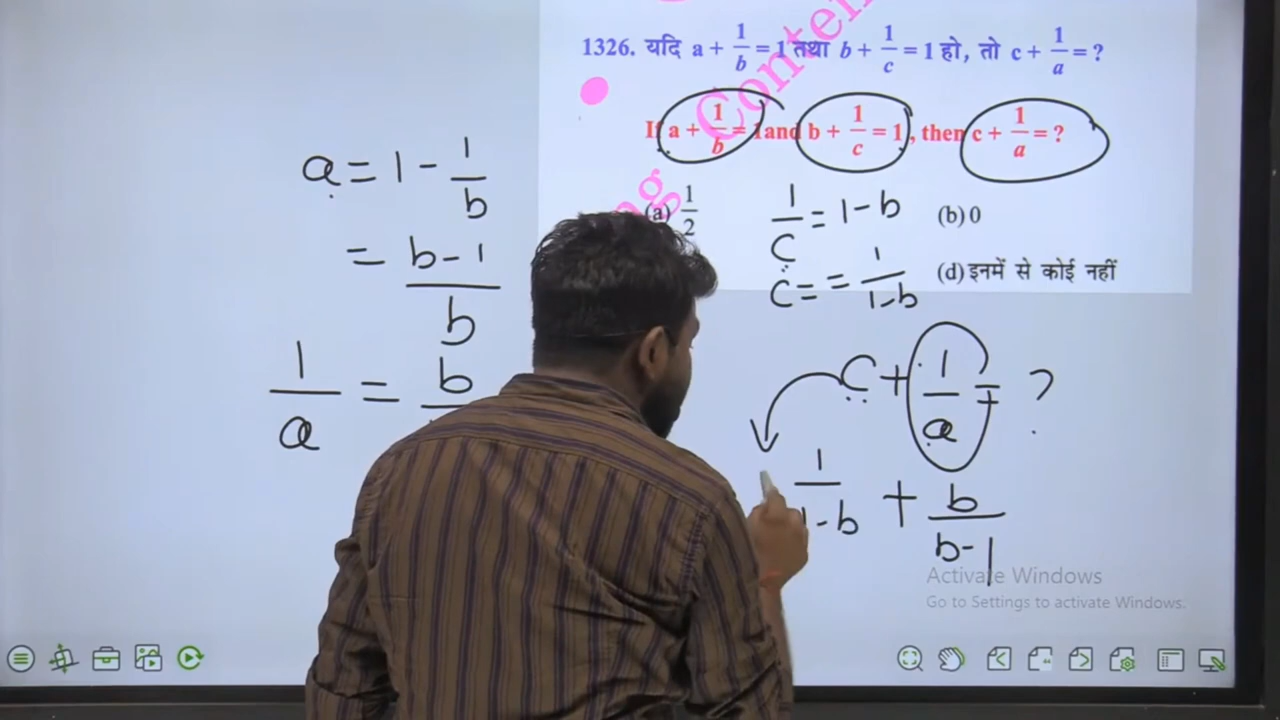 1326. यदि a + 1/b = 1 तथा b + 1/c = 1 हो, तो c + 1/a = ?
If a + 1/b = 1 and b + 1/c = 1, then c + 1/a = ?
(a) 1/2
(b) 0
(d) इनमें से कोई नहीं
a = 1 - 1/b
= b-1/b
1/a = b
1/c = 1-b
c = = 1/1-b
c + 1/a = ?
1/1-b + b/b-1
Conten
ng
Activate Windows
Go to Settings to activate Windows.